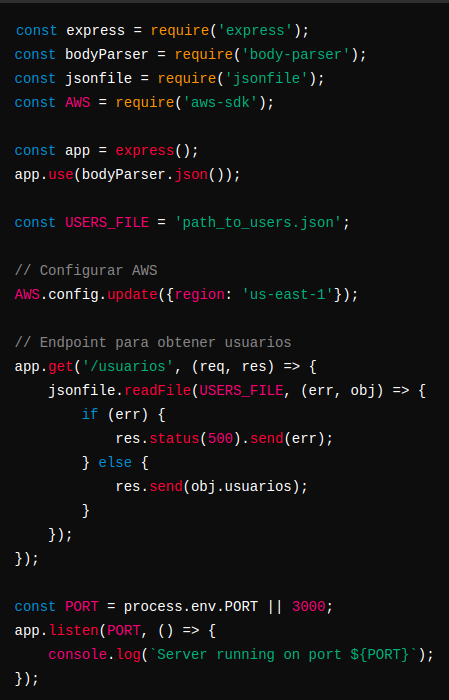 const express = require('express');
const bodyParser = require('body-parser');
const jsonfile = require('jsonfile');
const AWS = require('aws-sdk');

const app = express();
app.use(bodyParser.json());

const USERS_FILE = 'path_to_users.json';

// Configurar AWS
AWS.config.update({region: 'us-east-1'});

// Endpoint para obtener usuarios
app.get('/usuarios', (req, res) => {
    jsonfile.readFile(USERS_FILE, (err, obj) => {
        if (err) {
            res.status(500).send(err);
        } else {
            res.send(obj.usuarios);
        }
    });
});

const PORT = process.env.PORT || 3000;
app.listen(PORT, () => {
    console.log(`Server running on port ${PORT}`);
});